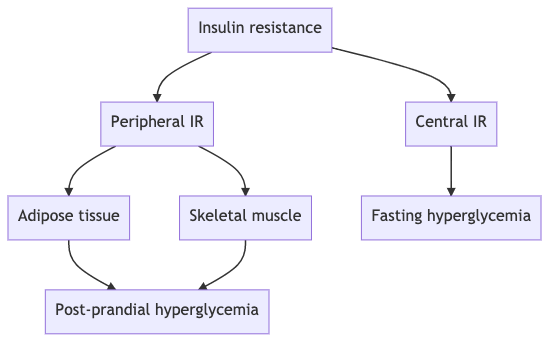 Insulin resistance
Peripheral IR
Central IR
Adipose tissue
Skeletal muscle
Fasting hyperglycemia
Post-prandial hyperglycemia